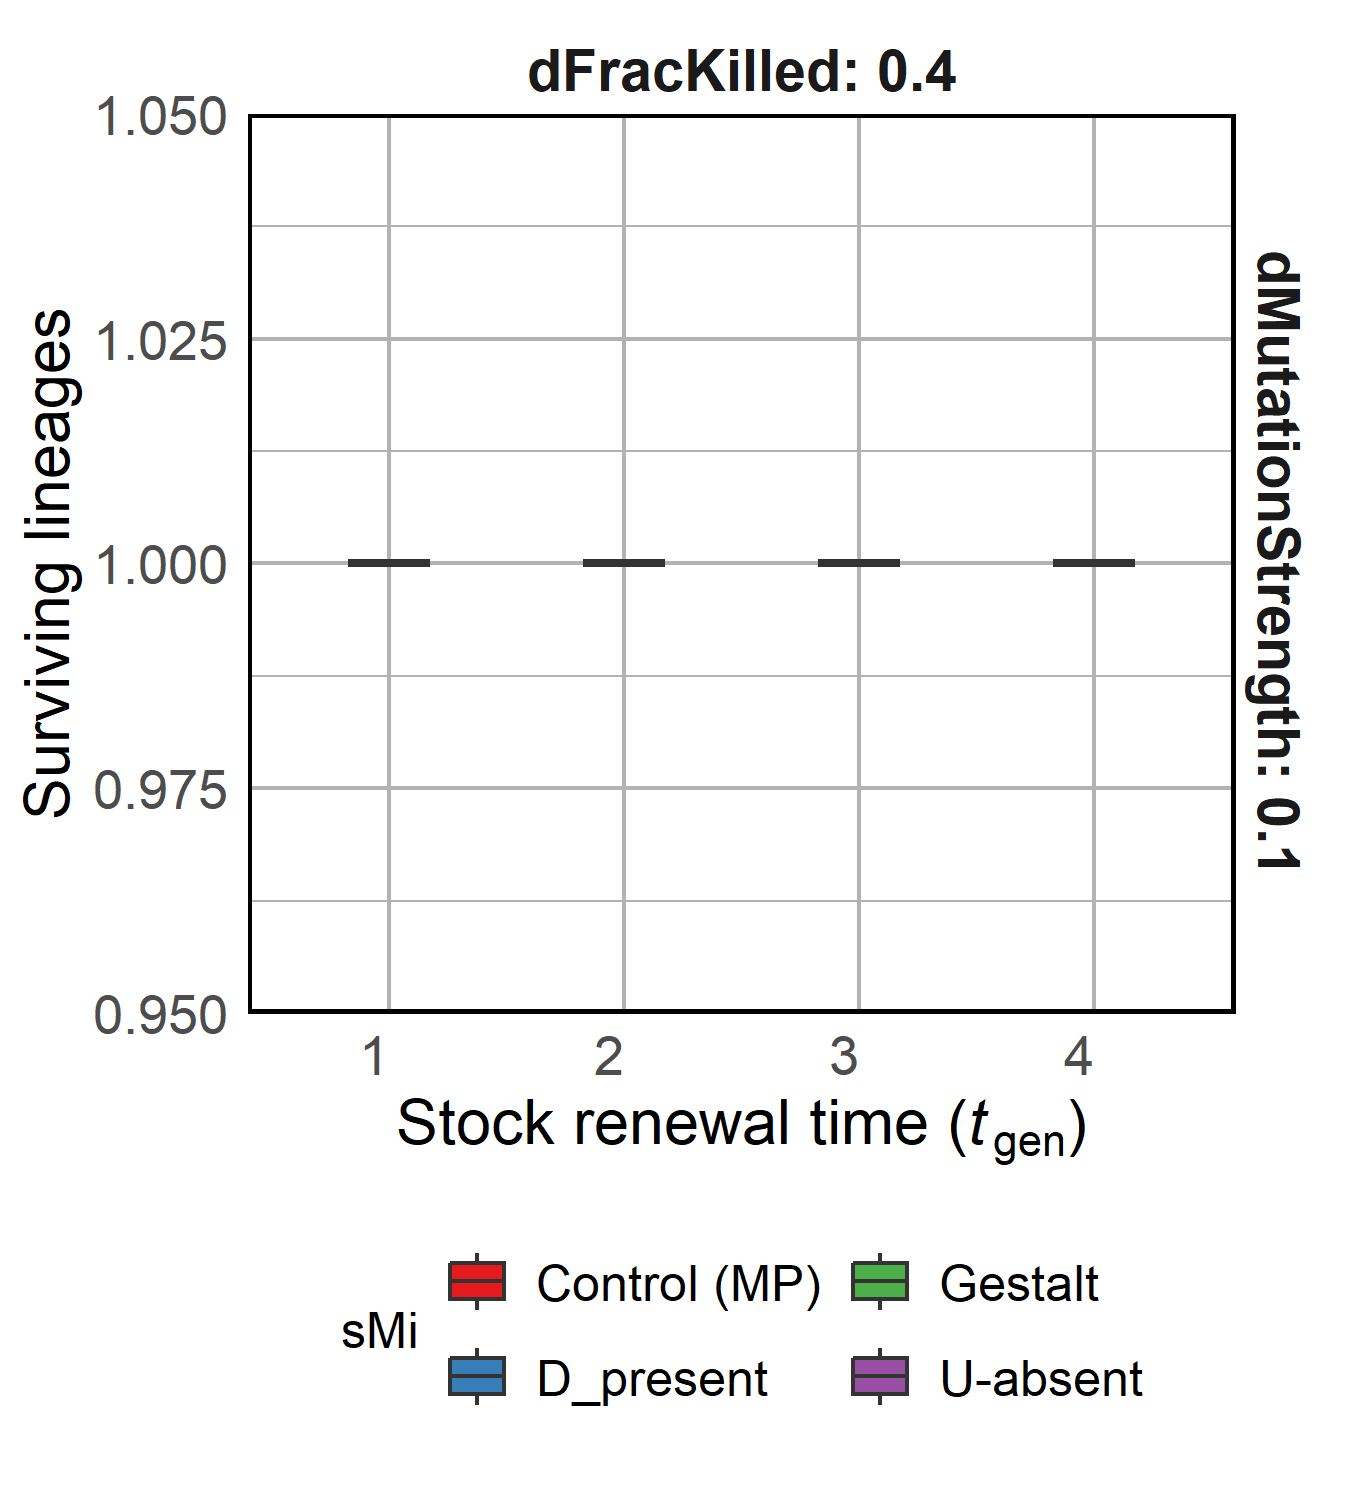 dFracKilled: 0.4
1.050
1.025
1.000
0.975
0.950
Surviving lineages
dMutationStrength: 0.1
1 2 3 4
Stock renewal time (t gen)
sMi
Control (MP) Gestalt
D_present U-absent